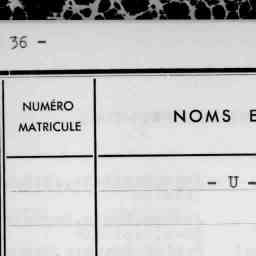 36 -
NUMÉRO
MATRICULE
NOMS E
- U -